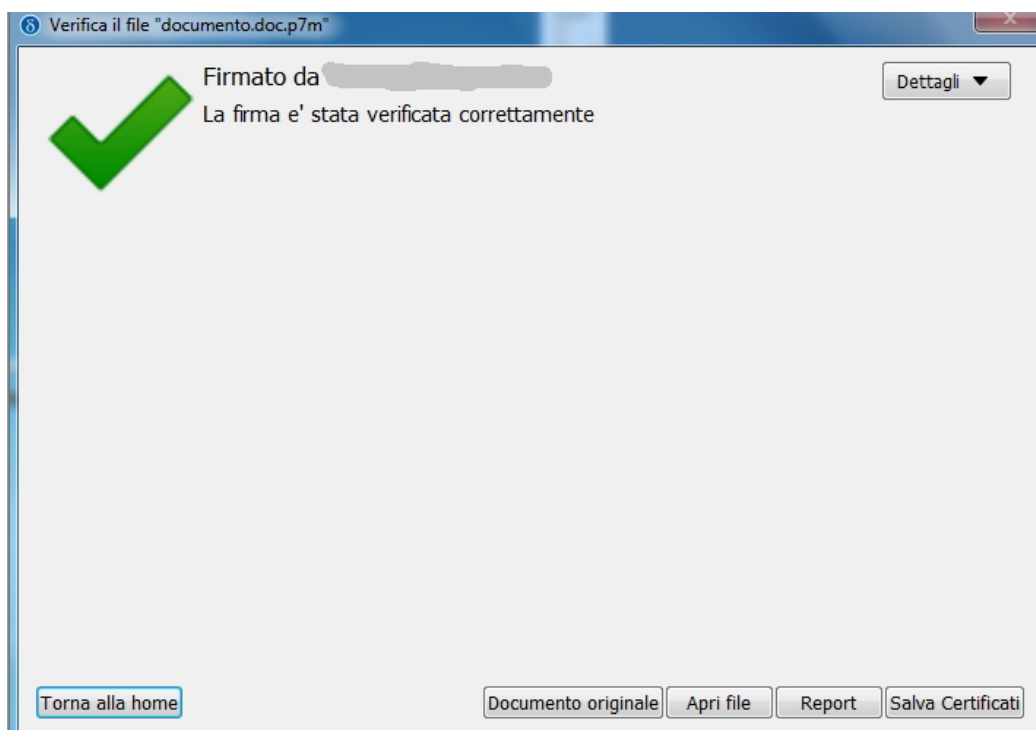 Verifica il file "documento.doc.p7m"
Firmato da
Dettagli
La firma e' stata verificata correttamente
Torna alla home
Documento originale
Apri file
Report
Salva Certificati